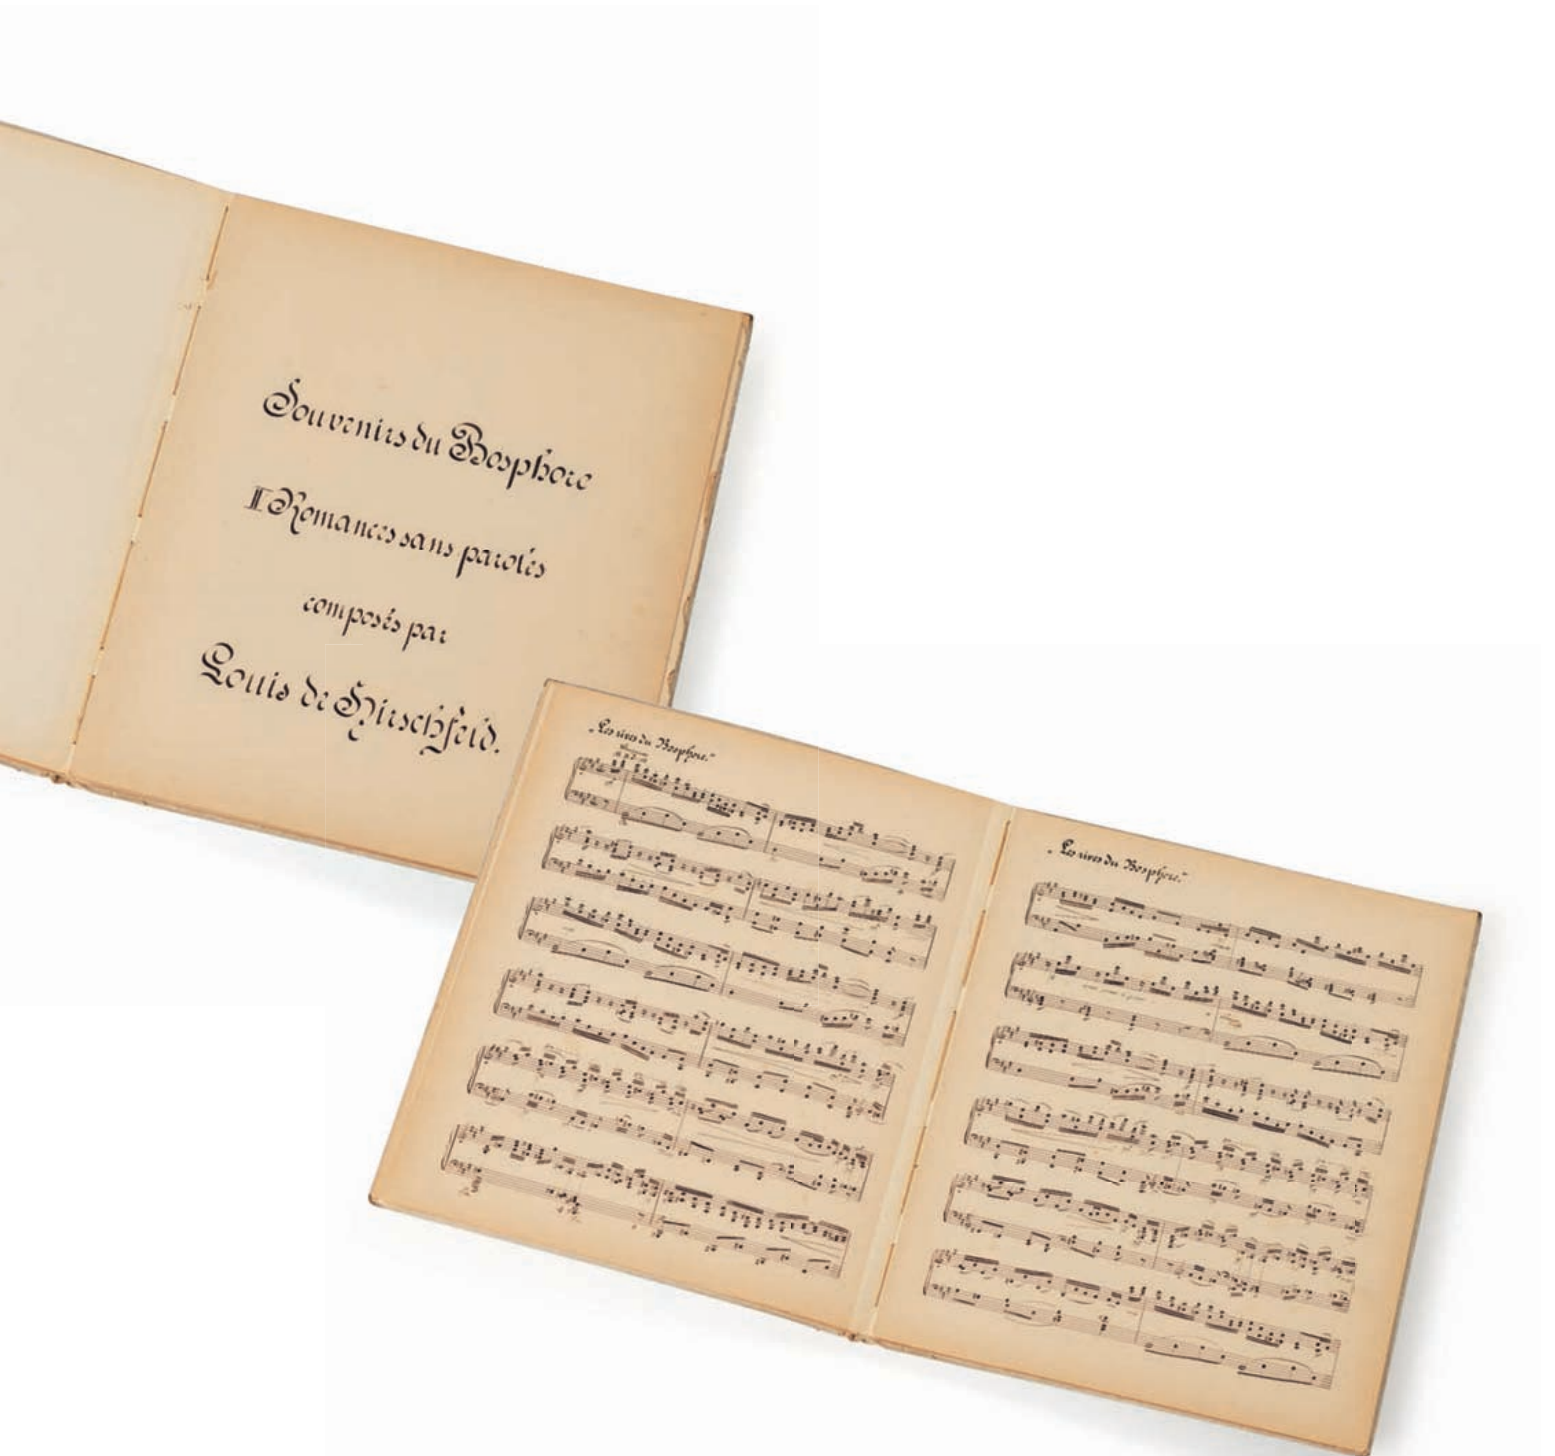 Souvenirs du Bosphore
II Romances sans paroles
composés par
Louis de Hirschfeld.
„Les rives du Bosphore."
„Les rives du Bosphore."